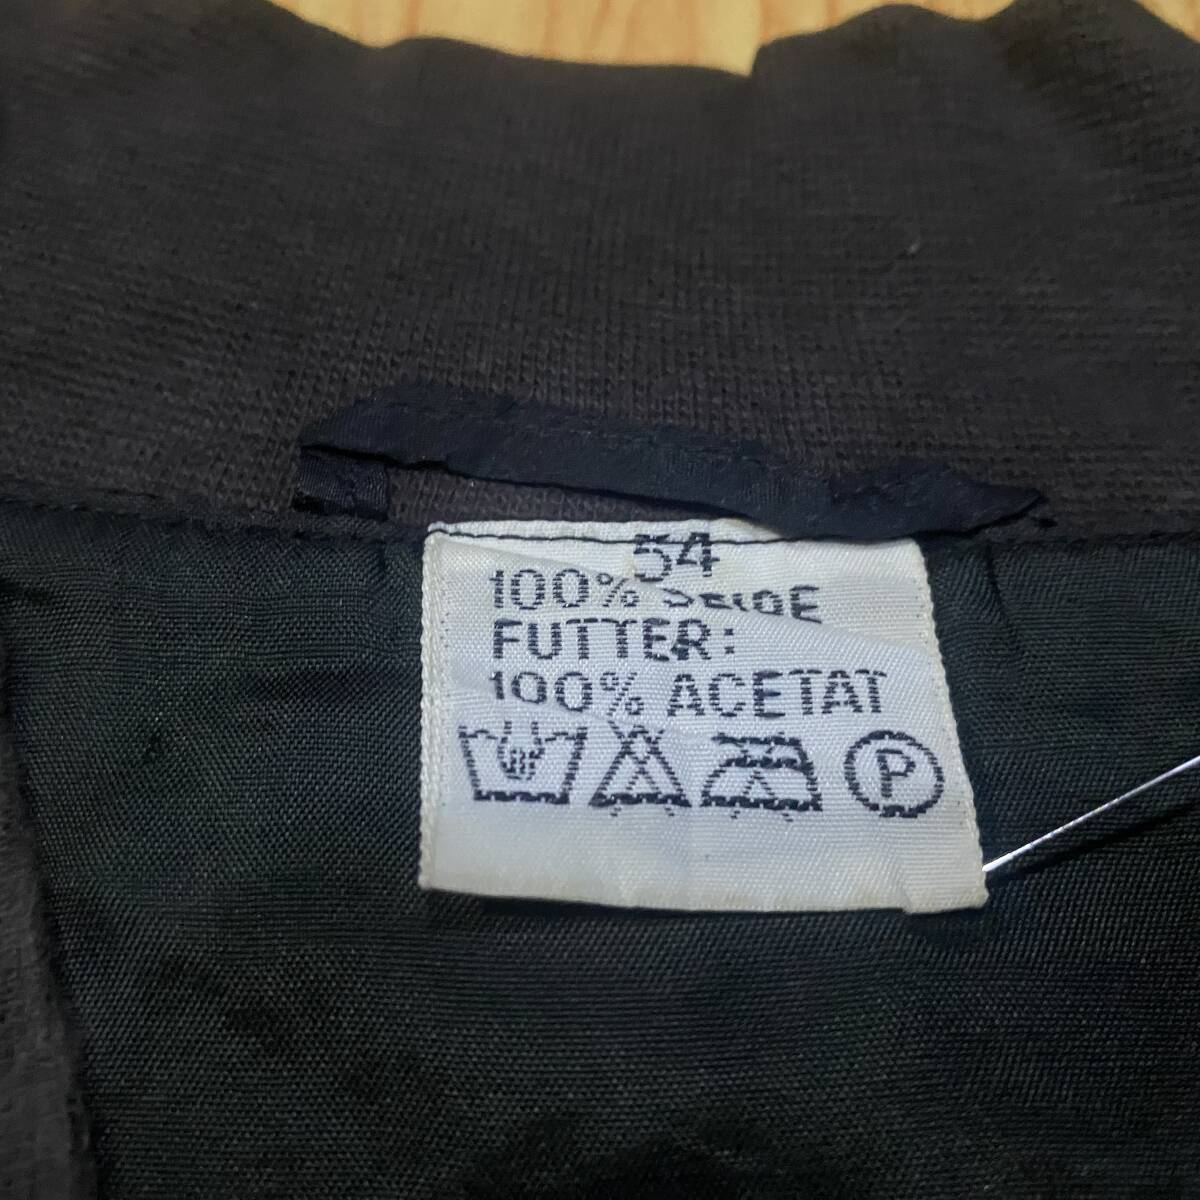 54
100% SEIDE
FUTTER:
100% ACETAT
P